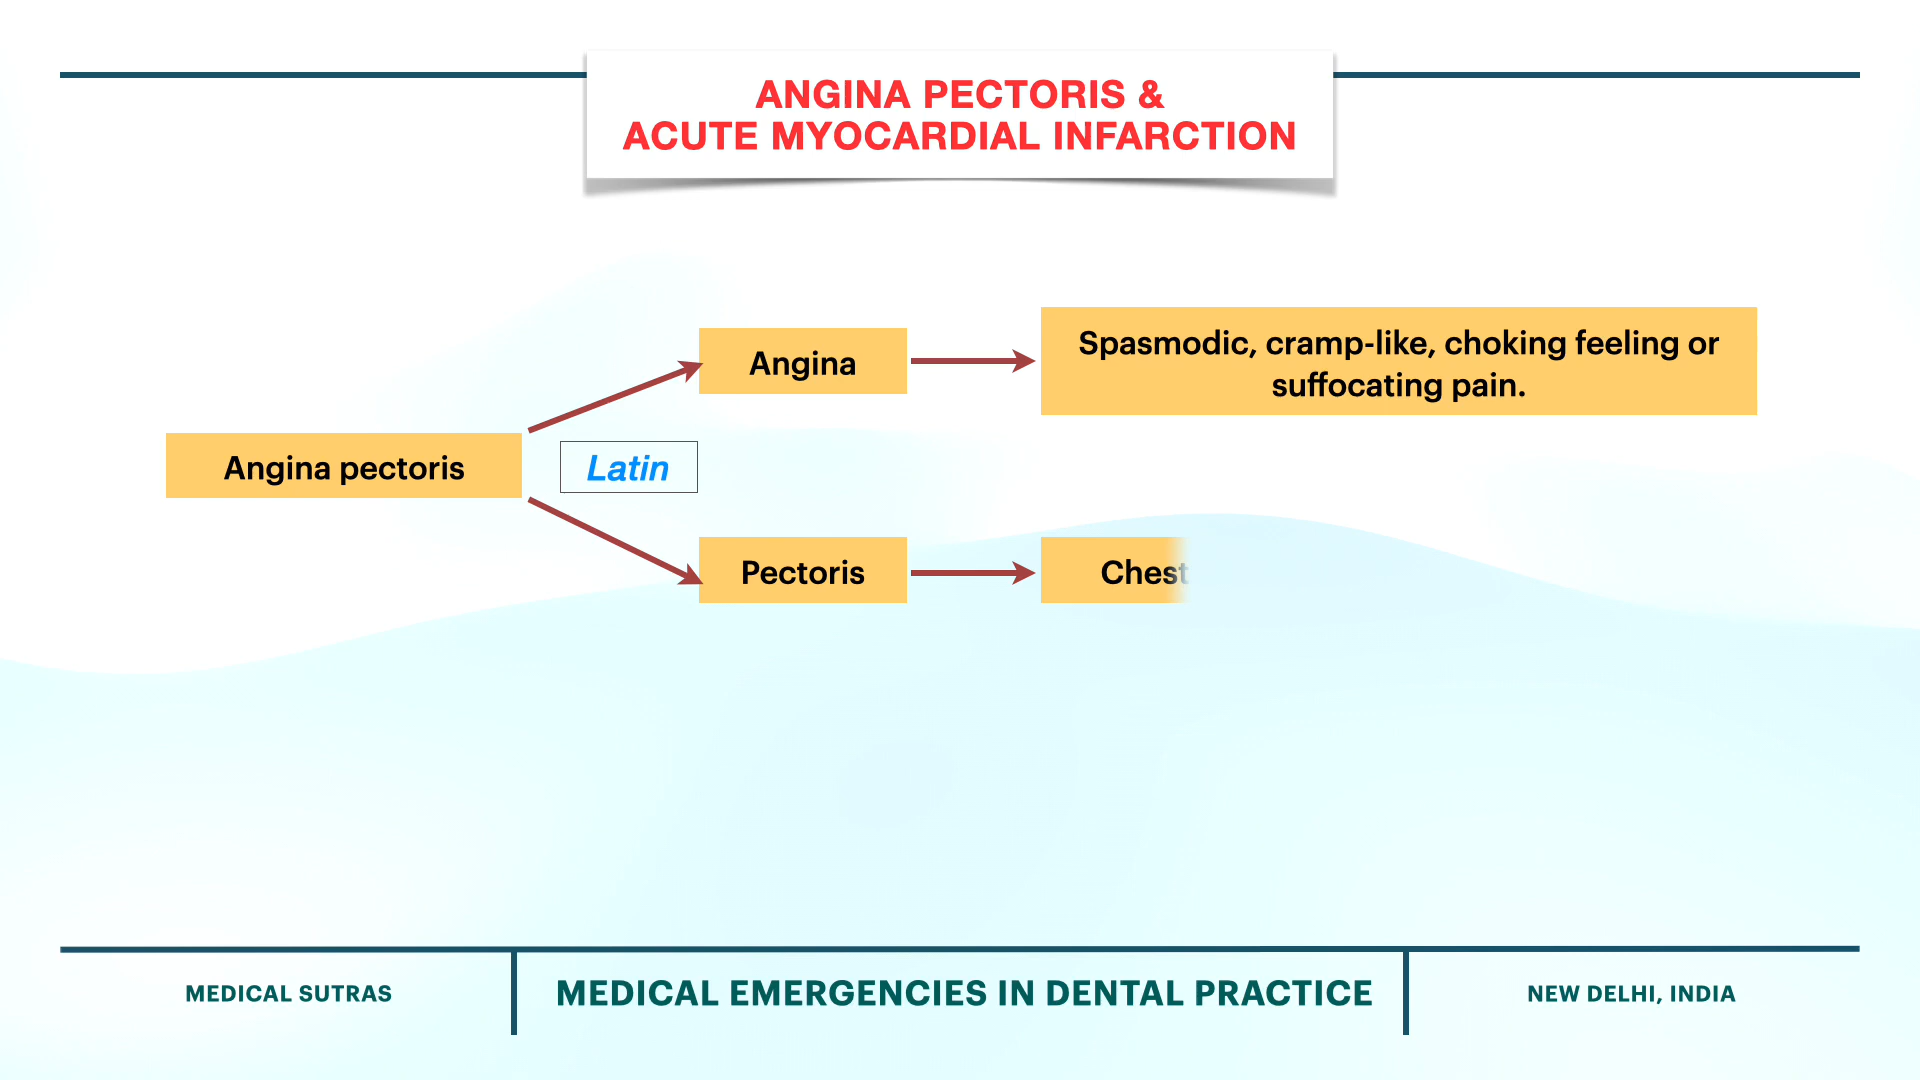 ANGINA PECTORIS &
ACUTE MYOCARDIAL INFARCTION
Angina
Spasmodic, cramp-like, choking feeling or
suffocating pain.
Angina pectoris
Latin
Pectoris
Chest
MEDICAL SUTRAS
MEDICAL EMERGENCIES IN DENTAL PRACTICE
NEW DELHI, INDIA